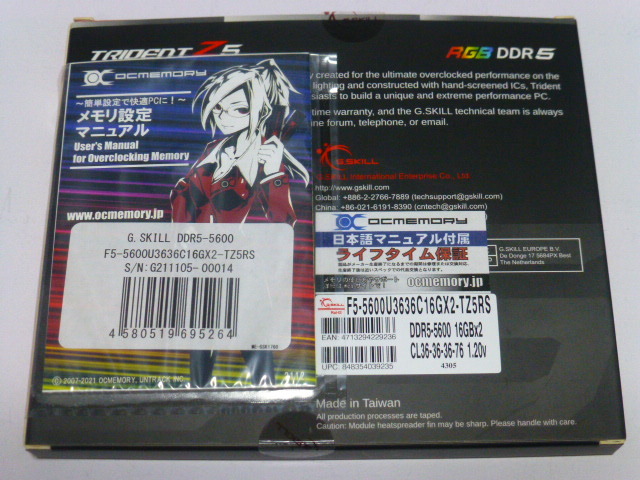 TRIDENT Z5
RGB DDR5
OCMEMORY
～簡単設定で快適PCに！～
メモリ設定
マニュアル
User's Manual
for Overclocking Memory
www.ocmemory.jp
G.SKILL DDR5-5600
F5-5600U3636C16GX2-TZ5RS
S/N:G211105-00014
4 580519 695264
© 2007-2021 OCMEMORY, UNTRACK INC.
y created for the ultimate overclocked performance on the
ighting and constructed with hand-screened ICs, Trident
siasts to build a unique and extreme performance PC.
time warranty, and the G.SKILL technical team is always
ne forum, telephone, or email.
G.SKILL
G.SKILL International Enterprise Co., Ltd
http://www.gskill.com
Global: +886-2-2766-7889 (techsupport@gskill.com)
China: +86-021-6191-8390 (cntech@gskill.com)
G.SKILL EUROPE B.V.
De Donge 17 5684PX Best
The Netherlands
OCMEMORY
日本語マニュアル付属
ライフタイム保証
ocmemory.jp
F5-5600U3636C16GX2-TZ5RS
DDR5-5600 16GBx2
EAN: 4713294229236
CL36-36-36-76 1.20v
UPC: 848354039235
4305
Made in Taiwan
All production processes are taped.
Caution: Module heatspreader fin may be sharp. Please handle with care.